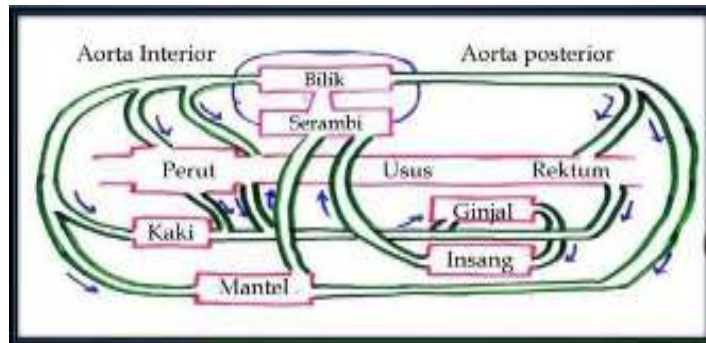 Aorta Interior
Aorta posterior
Bilik
Serambi
Perut
Usus
Rektum
Kaki
Ginjal
Insang
Mantel